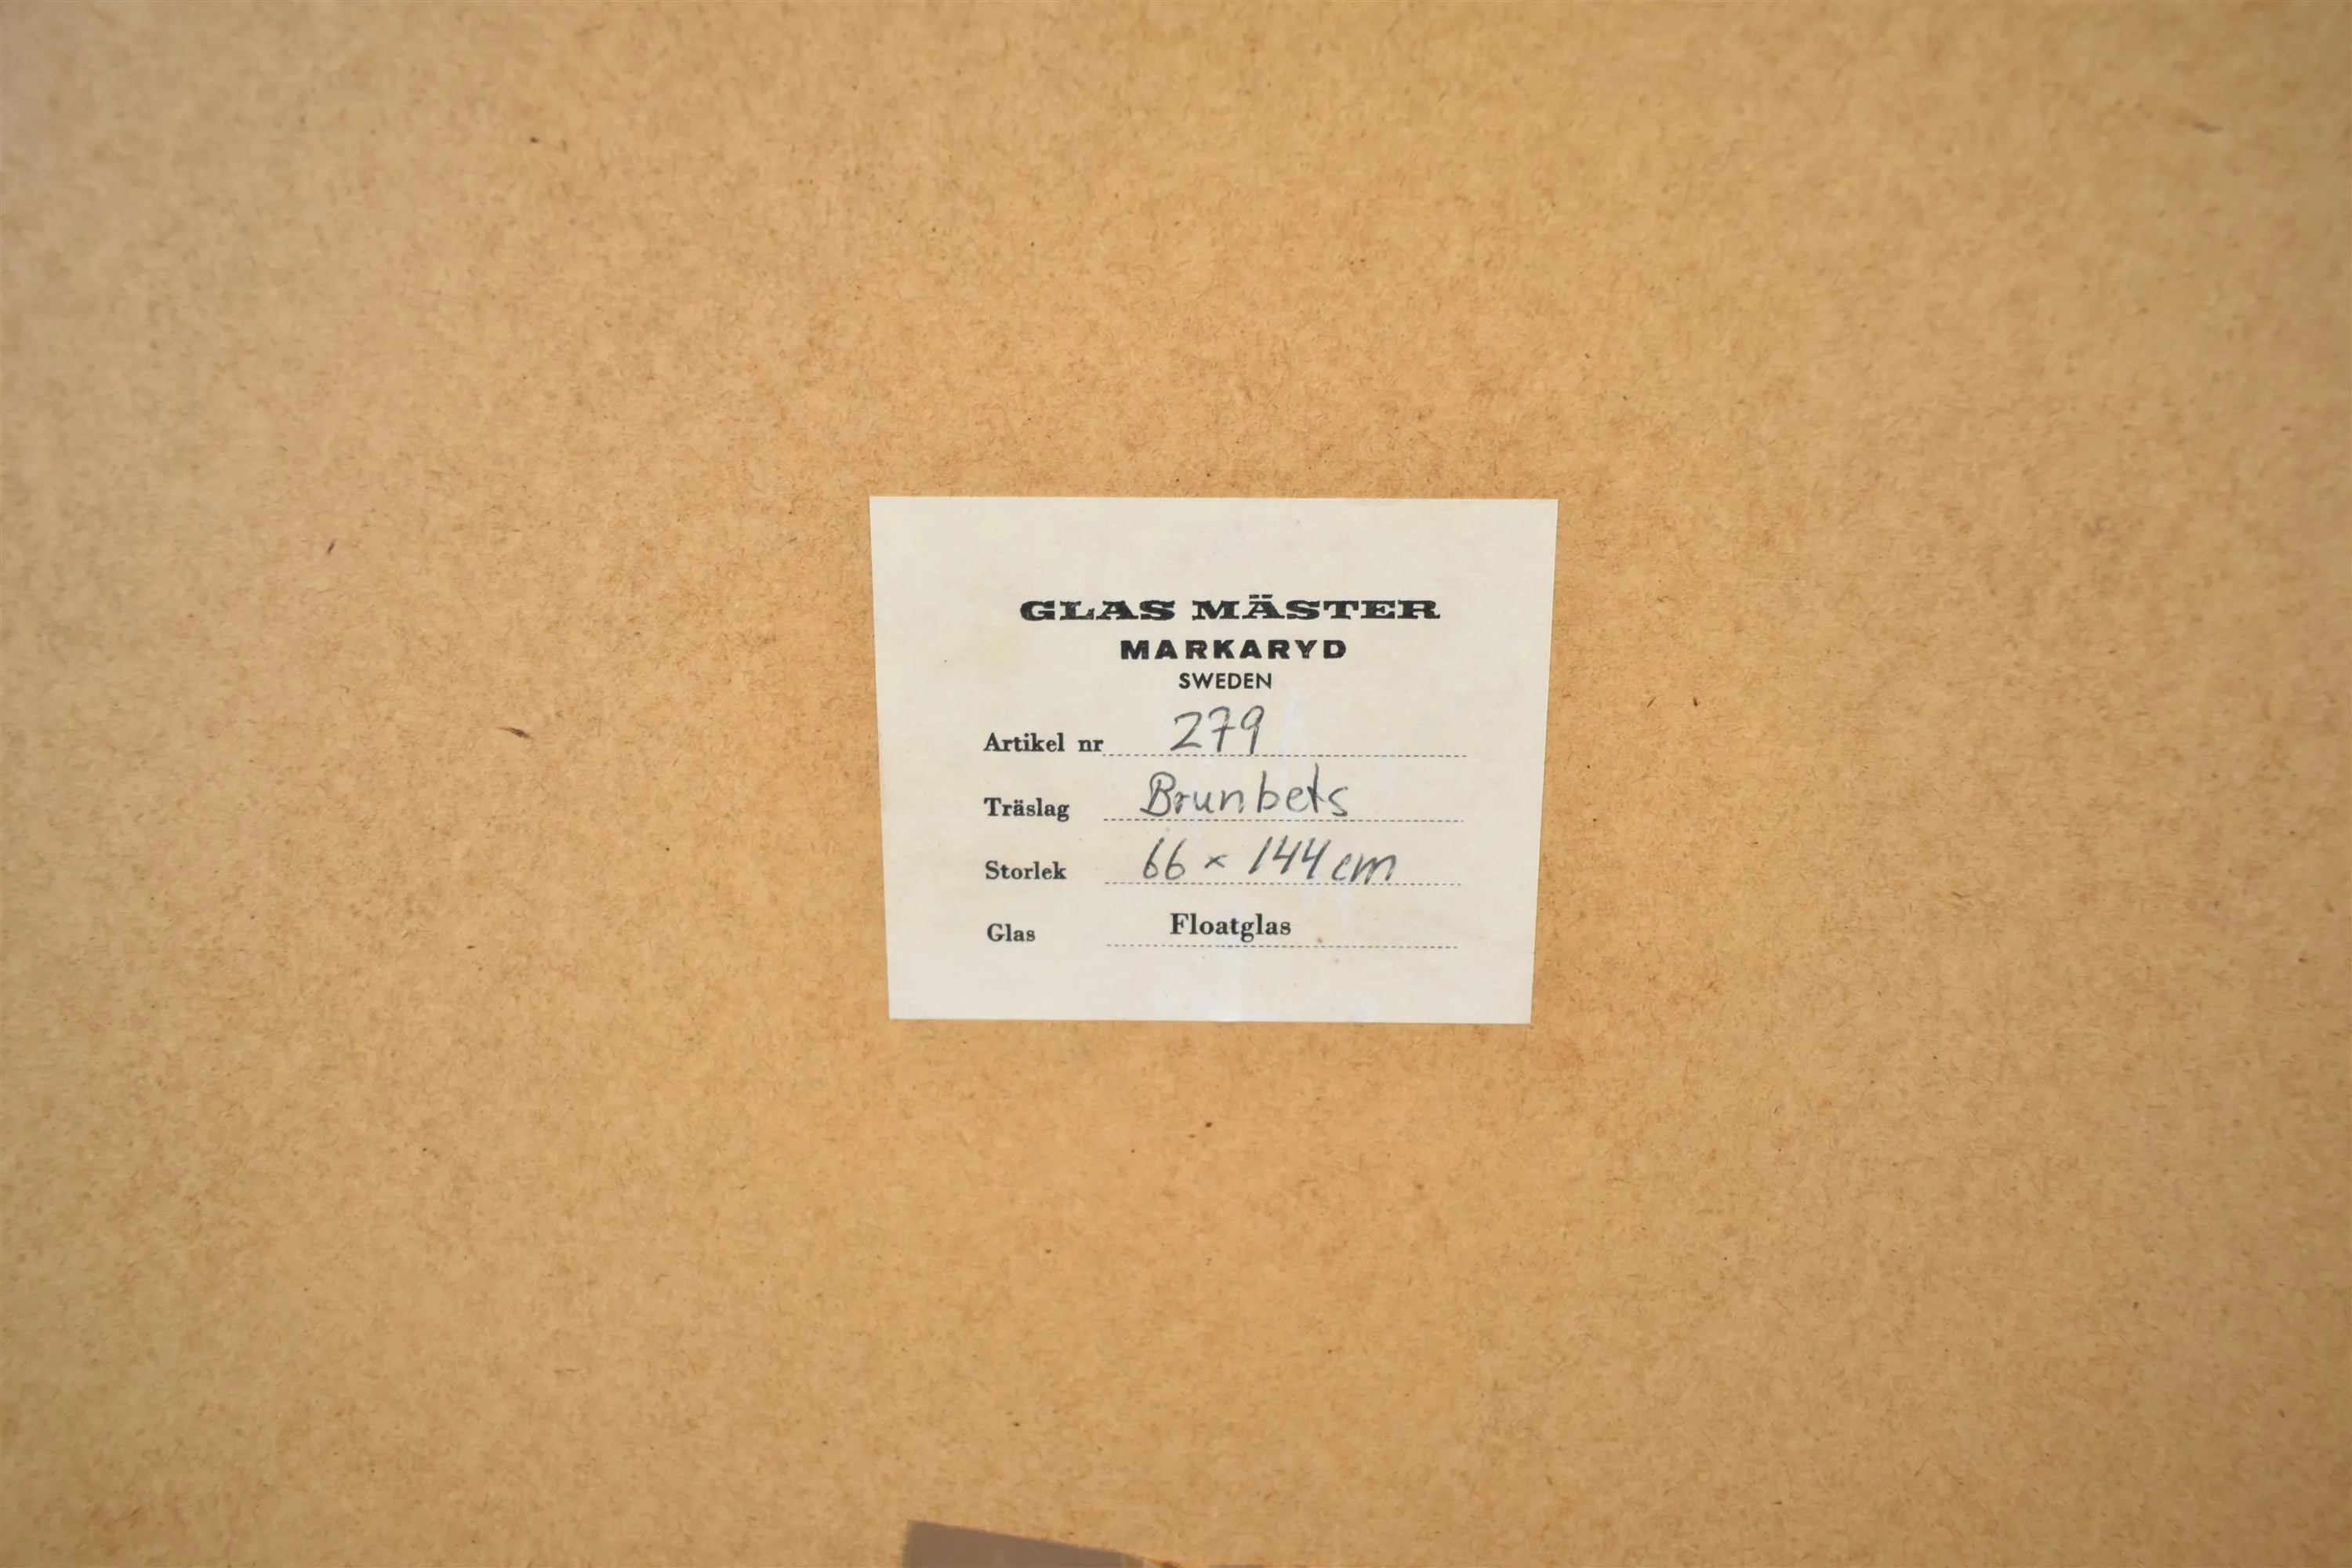 GLAS MÄSTER
MARKARYD
SWEDEN
Artikel nr 279
Träslag Brunbets
Storlek 66 x 144 cm
Glas Floatglas